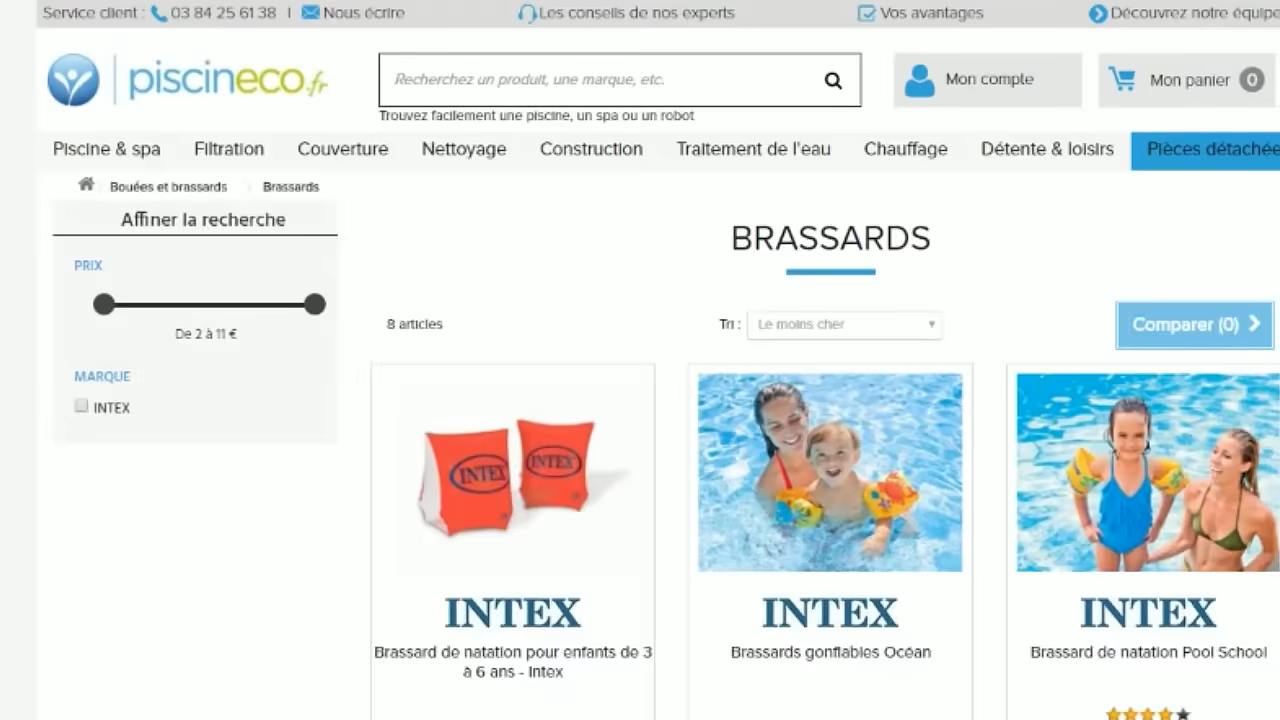 Service client : 03 84 25 61 38 | Nous écrire
Les conseils de nos experts
Vos avantages
Découvrez notre équipe
piscineco.fr
Recherchez un produit, une marque, etc.
Mon compte
Mon panier 0
Trouvez facilement une piscine, un spa ou un robot
Piscine & spa Filtration Couverture Nettoyage Construction Traitement de l'eau Chauffage Détente & loisirs Pièces détachée
Bouées et brassards Brassards
Affiner la recherche
PRIX
De 2 à 11 €
MARQUE
INTEX
BRASSARDS
8 articles
Tri : Le moins cher
Comparer (0)
INTEX INTEX
INTEX
Brassard de natation pour enfants de 3
à 6 ans - Intex
INTEX
Brassards gonflables Océan
INTEX
Brassard de natation Pool School